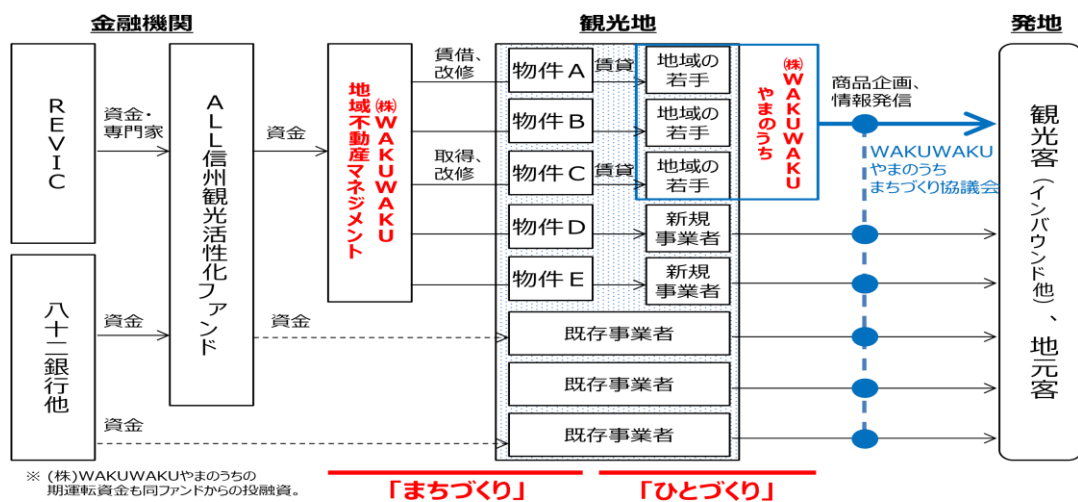 金融機関
観光地
発地
REVIC
資金・
専門家
八十二銀行他
資金
資金
ALL信州観光活性化ファンド
資金
資金
㈱WAKUWAKU
地域不動産マネジメント
賃借、
改修
取得、
改修
物件A
賃貸
地域の
若手
物件B
地域の
若手
物件C
賃貸
地域の
若手
物件D
新規
事業者
物件E
新規
事業者
既存事業者
既存事業者
既存事業者
㈱WAKUWAKU
やまのうち
商品企画、
情報発信
WAKUWAKU
やまのうち
まちづくり協議会
観光客（インバウンド他）、地元客
※ (株)WAKUWAKUやまのうちの
期運転資金も同ファンドからの投融資。
「まちづくり」
「ひとづくり」